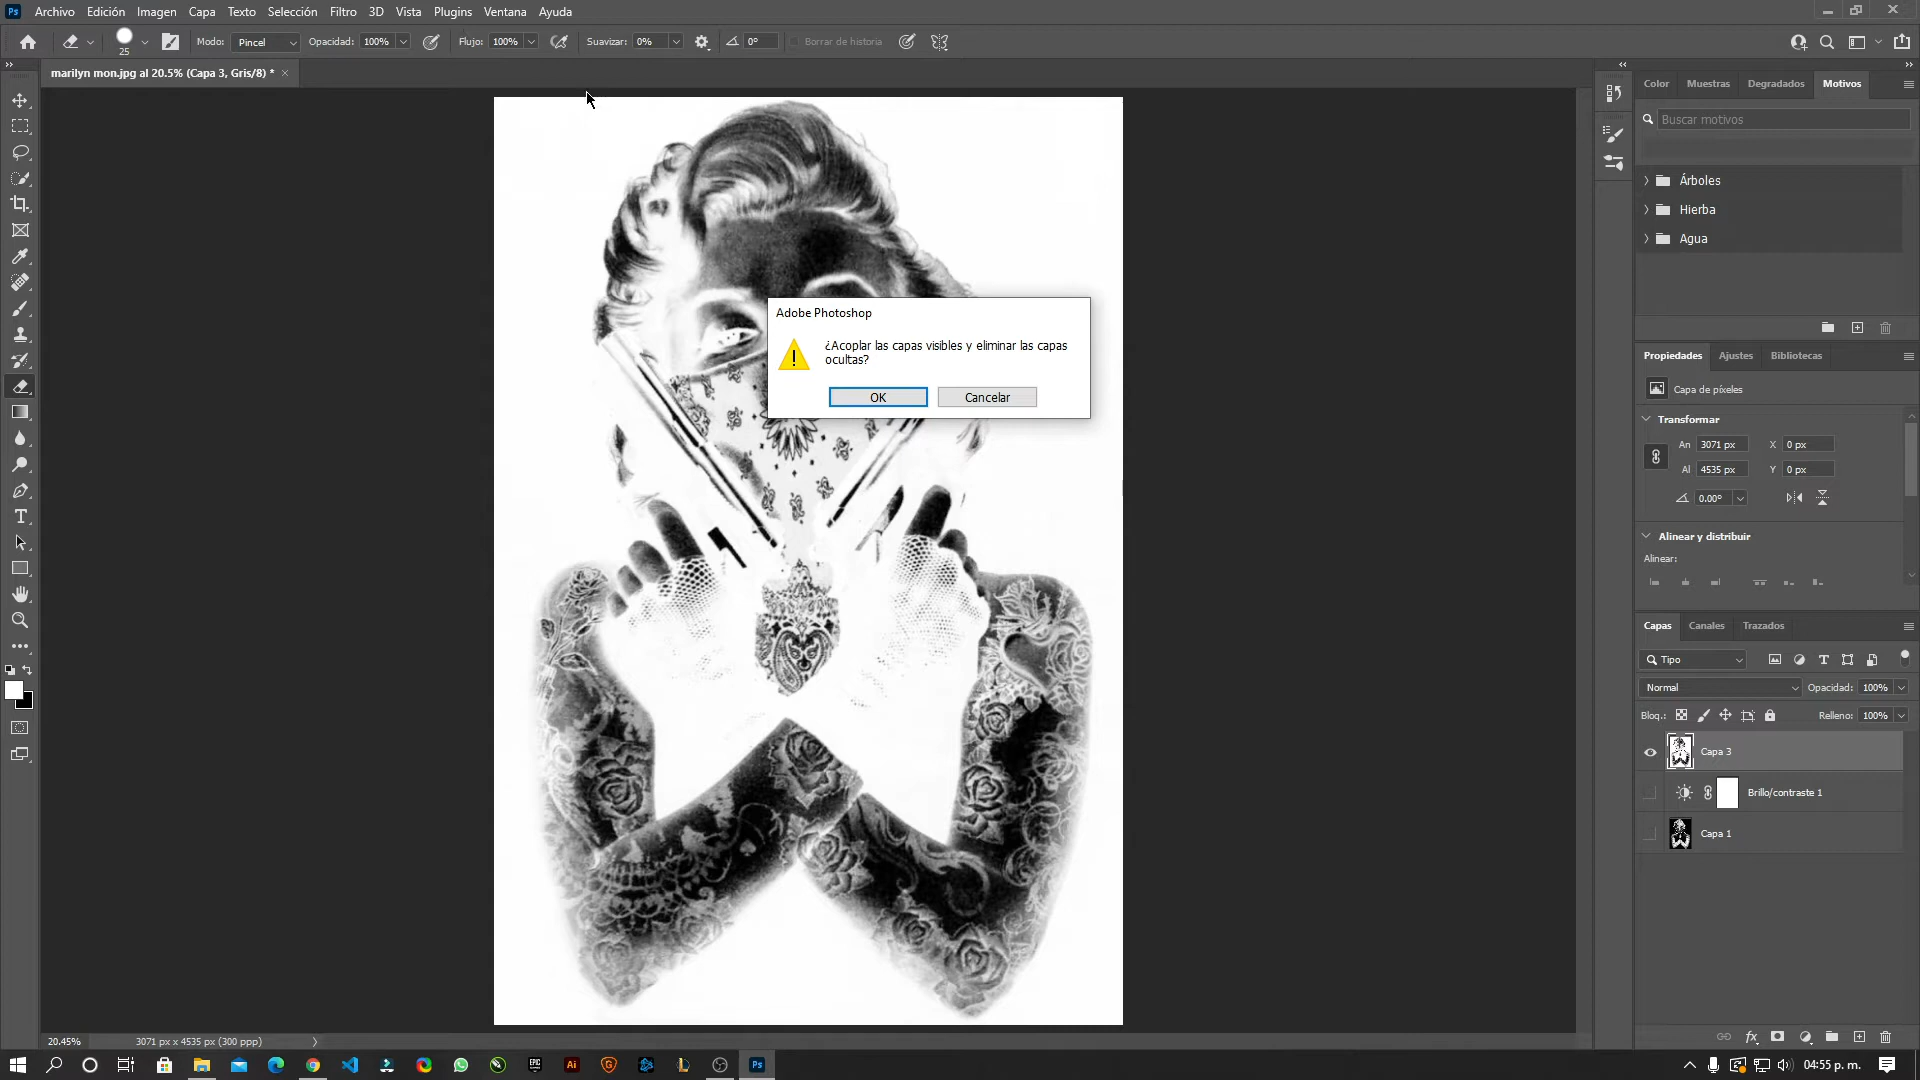 Ps Archivo Edición Imagen Capa Texto Selección Filtro 3D Vista Plugins Ventana Ayuda
25 Modo: Pincel Opacidad: 100% Flujo: 100% Suavizar: 0% 0° Borrar de historia
marilyn mon.jpg al 20.5% (Capa 3, Gris/8) *
Color Muestras Degradados Motivos
Buscar motivos
Árboles
Hierba
Agua
Adobe Photoshop
¿Acoplar las capas visibles y eliminar las capas
ocultas?
OK Cancelar
Propiedades Ajustes Bibliotecas
Capa de píxeles
Transformar
An 3071 px X 0 px
Al 4535 px Y 0 px
0.00°
Alinear y distribuir
Alinear:
Capas Canales Trazados
Tipo
Normal Opacidad: 100%
Bloq.: Relleno: 100%
Capa 3
Brillo/contraste 1
Capa 1
20.45% 3071 px x 4535 px (300 ppp)
EPIC Ai Ps 04:55 p. m.